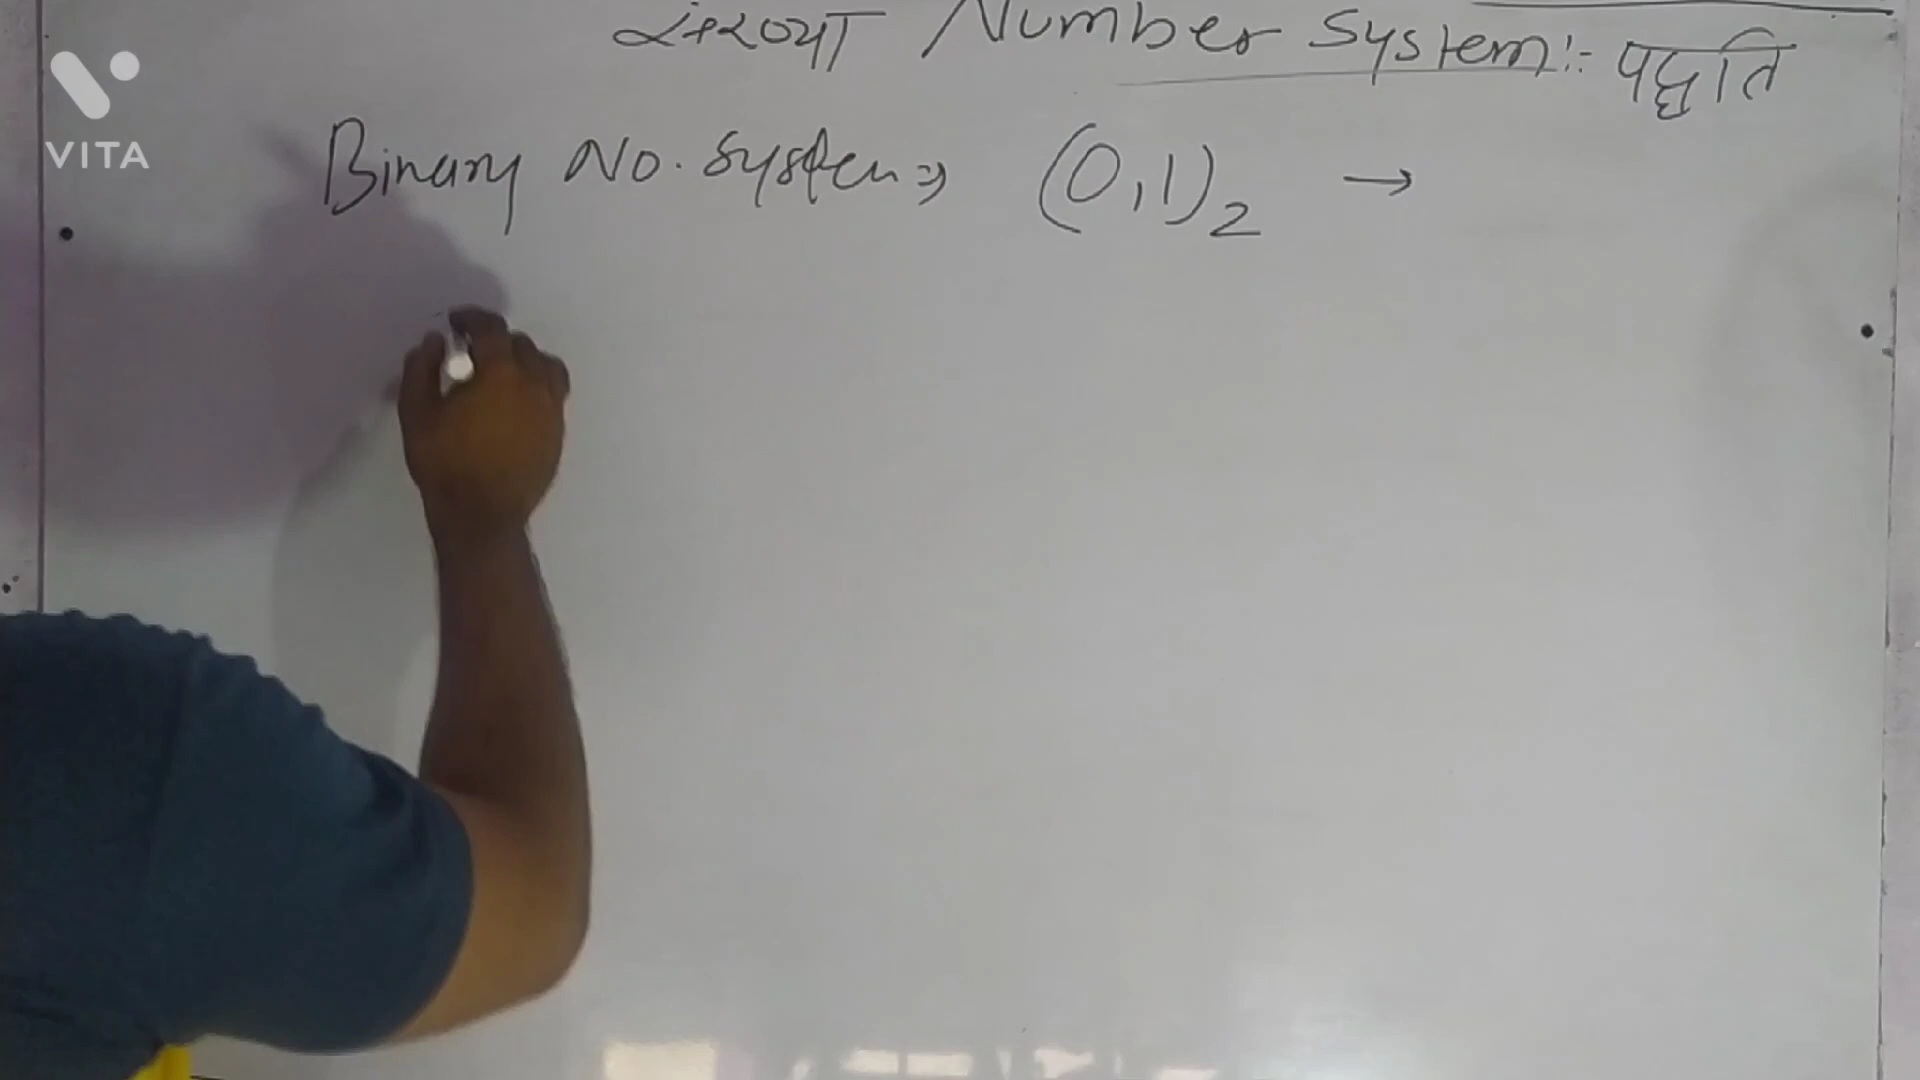 संख्या Number System:- पद्धति
VITA
Binary No. System⇒ (0,1)₂ →